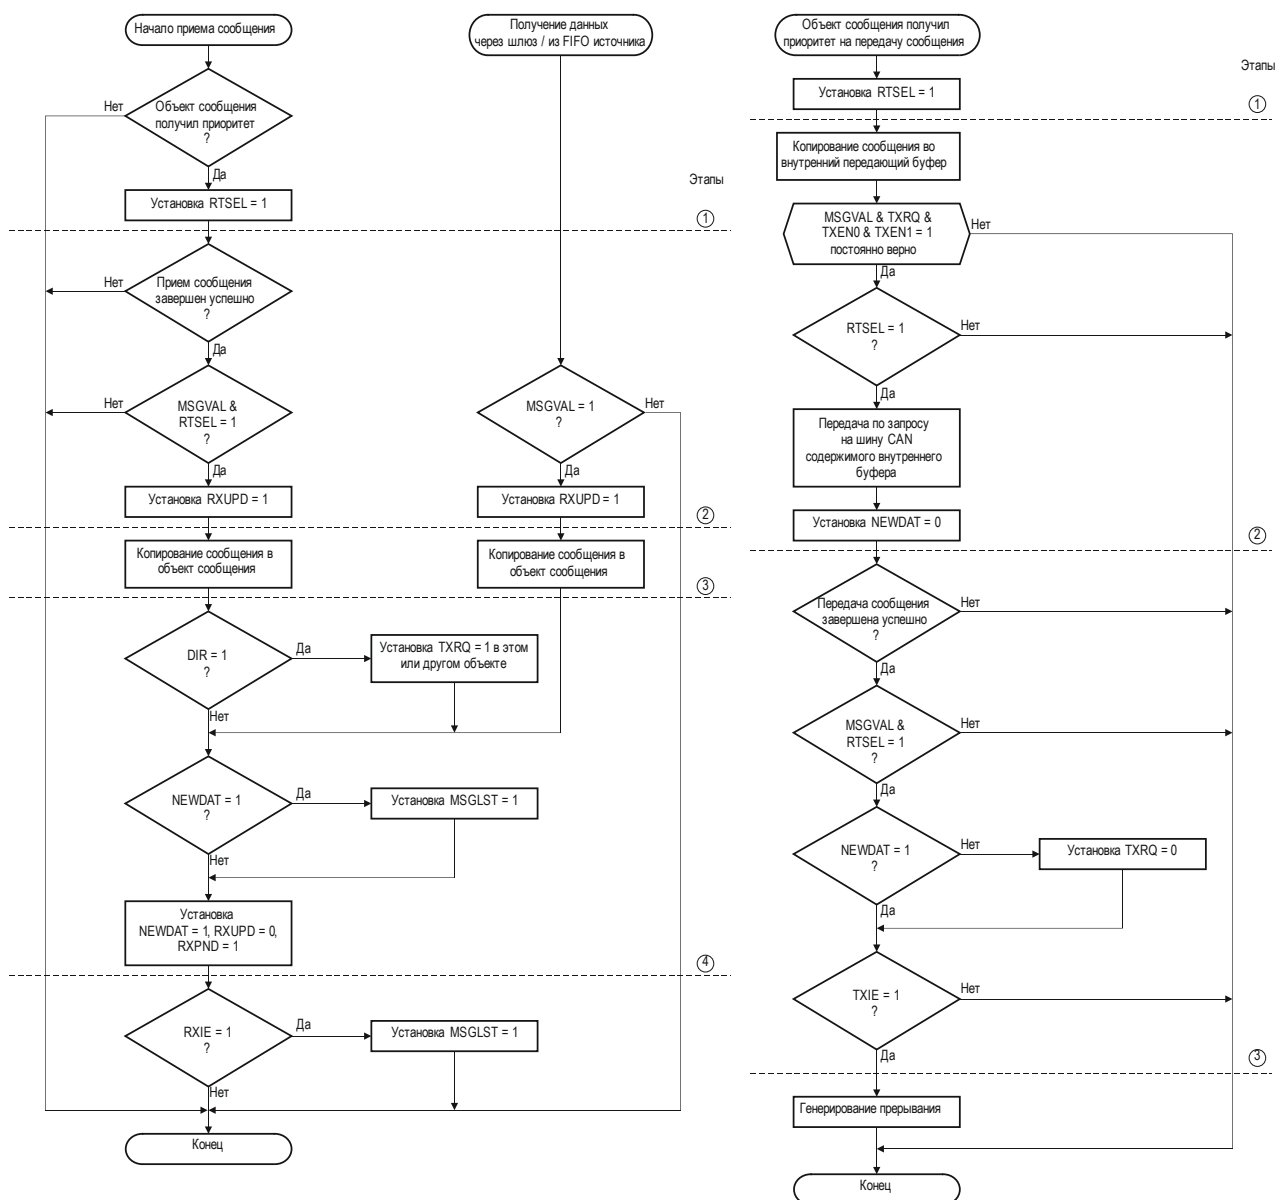 Начало приема сообщения
Нет
Объект сообщения
получил приоритет
?
Да
Установка RTSEL = 1
Прием сообщения
завершен успешно
?
Нет
Да
MSGVAL &
RTSEL = 1
?
Нет
Да
Установка RXUPD = 1
Копирование сообщения в
объект сообщения
DIR = 1
?
Да
Установка TXRQ = 1 в этом
или другом объекте
Нет
NEWDAT = 1
?
Да
Установка MSGLST = 1
Нет
Установка
NEWDAT = 1, RXUPD = 0,
RXPND = 1
RXIE = 1
?
Да
Установка MSGLST = 1
Нет
Конец
Получение данных
через шлюз / из FIFO источника
MSGVAL = 1
?
Нет
Да
Установка RXUPD = 1
Копирование сообщения в
объект сообщения
Этапы
1
2
3
4
Объект сообщения получил
приоритет на передачу сообщения
Установка RTSEL = 1
Копирование сообщения во
внутренний передающий буфер
MSGVAL & TXRQ &
TXEN0 & TXEN1 = 1
постоянно верно
Нет
Да
RTSEL = 1
?
Нет
Да
Передача по запросу
на шину CAN
содержимого внутреннего
буфера
Установка NEWDAT = 0
Передача сообщения
завершена успешно
?
Нет
Да
MSGVAL &
RTSEL = 1
?
Нет
Да
NEWDAT = 1
?
Нет
Установка TXRQ = 0
Да
TXIE = 1
?
Нет
Да
Генерирование прерывания
Конец
Этапы
1
2
3